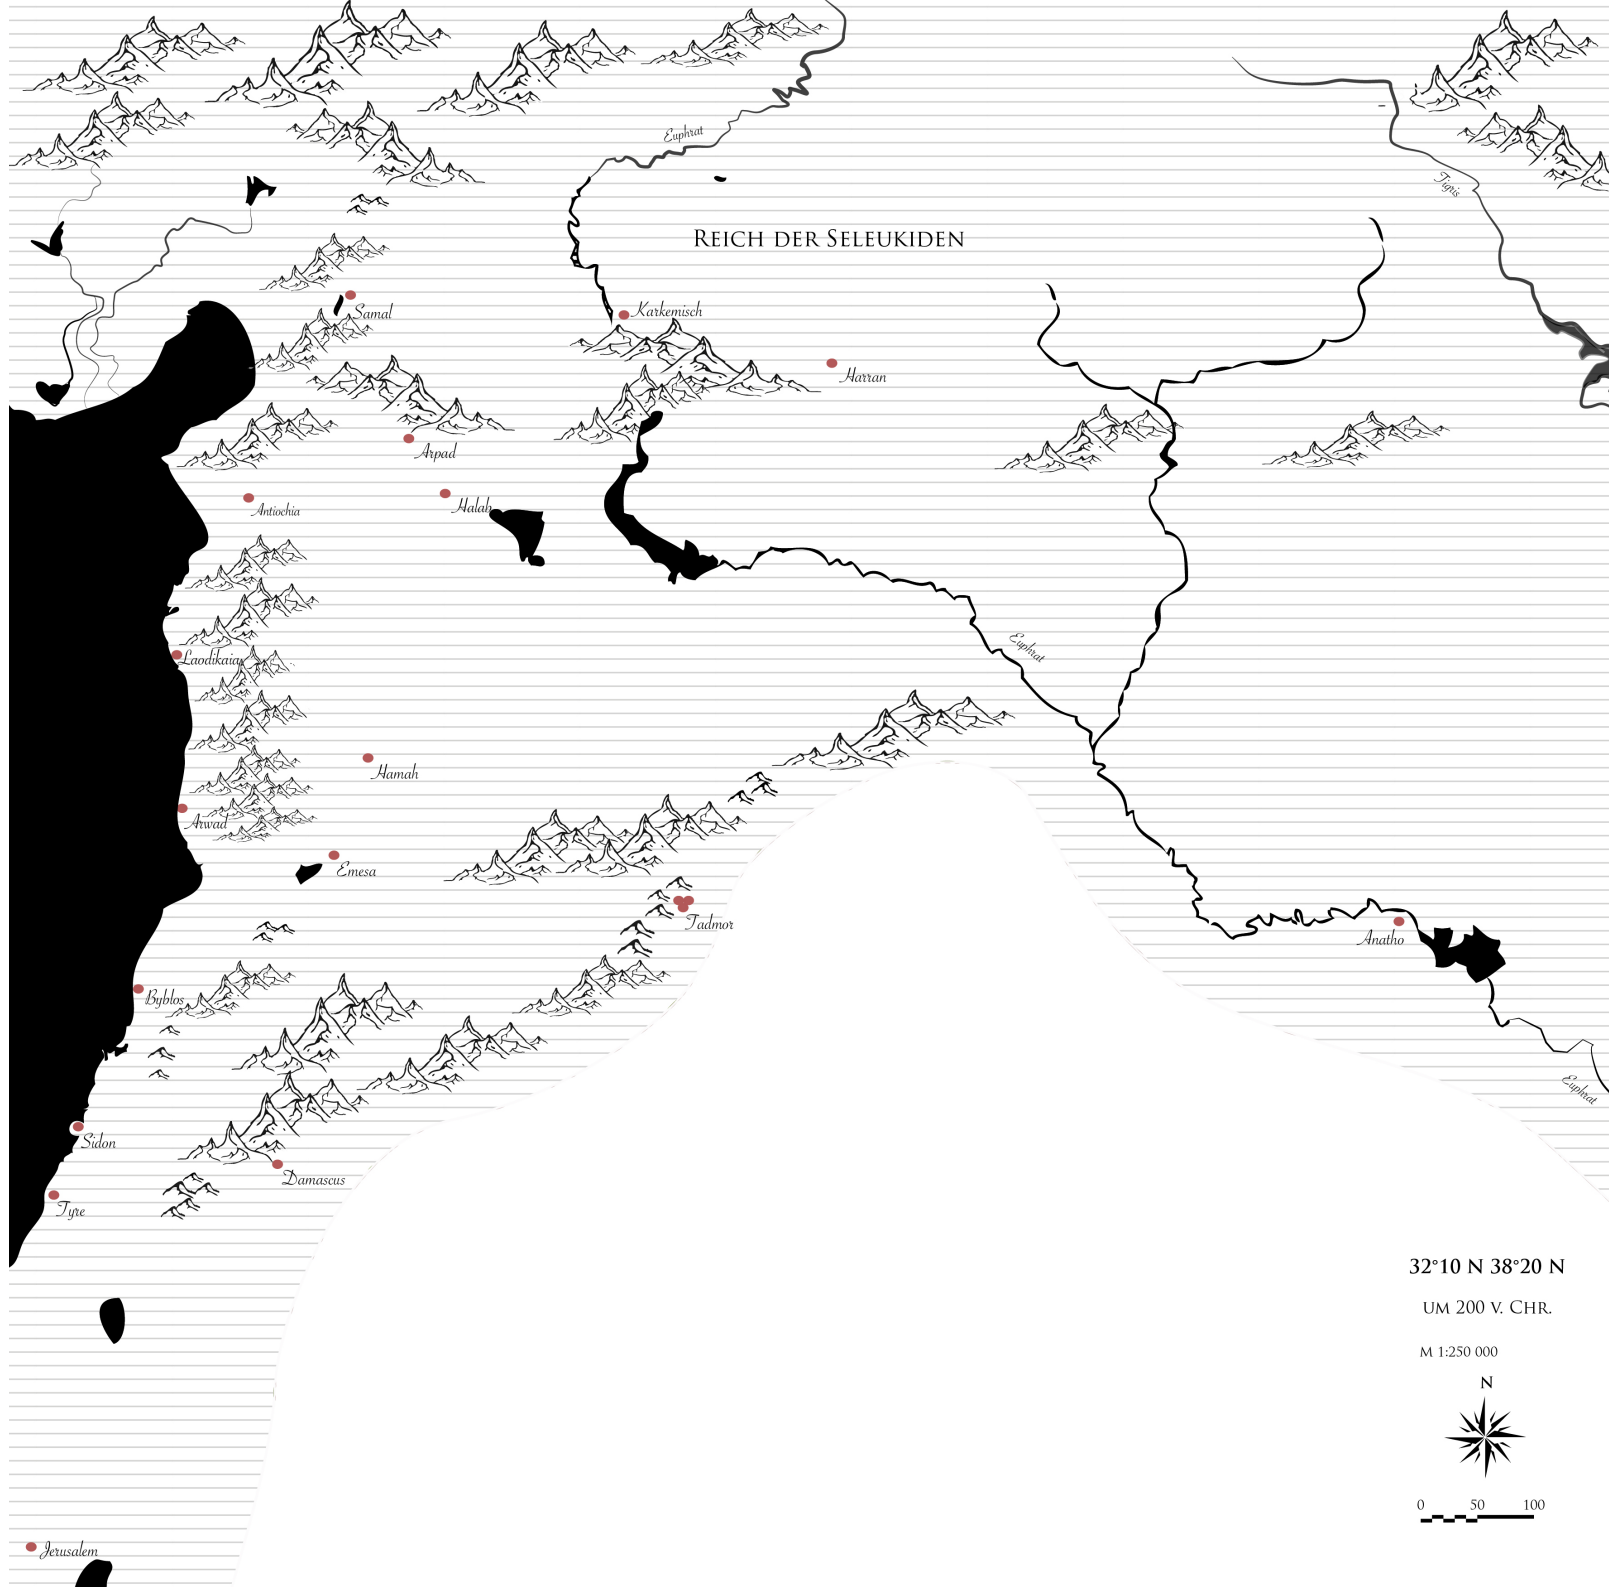 Euphrat
Tigris
REICH DER SELEUKIDEN
Samal
Karkemisch
Harran
Arpad
Halab
Antiochia
Euphrat
Laodikaia
Hamah
Arwad
Emesa
Tadmor
Anatho
Byblos
Euphrat
Sidon
Damascus
Tyre
32°10 N 38°20 N
UM 200 V. CHR.
M 1:250 000
N
0 50 100
Jerusalem